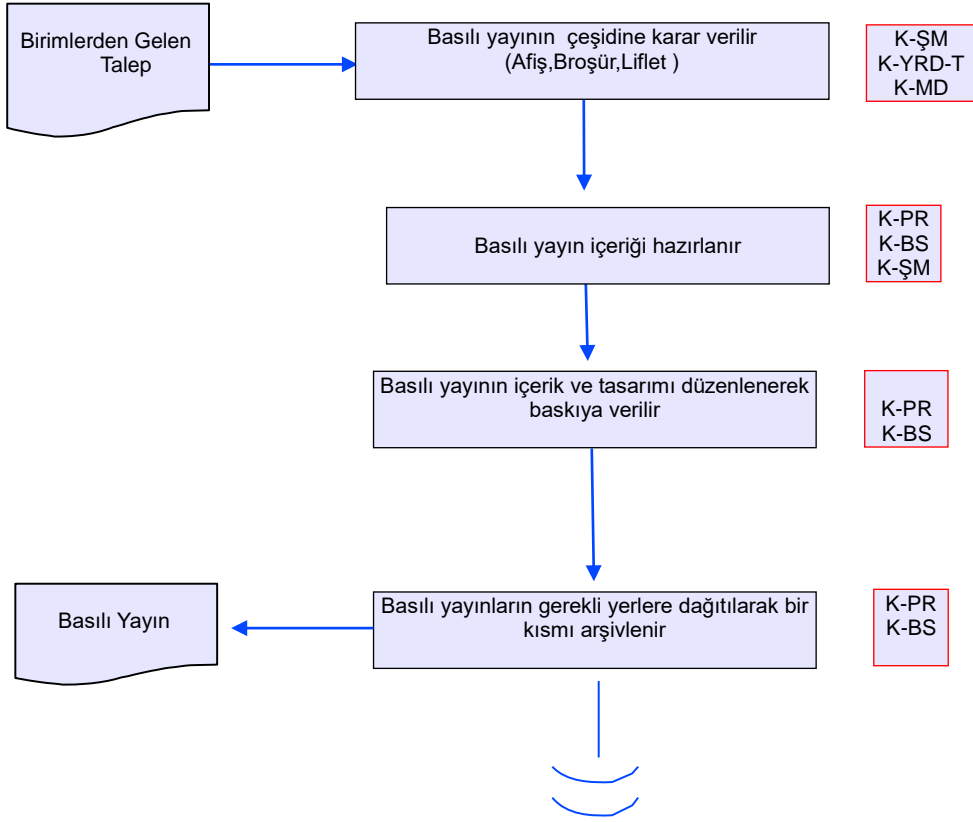 Birimlerden Gelen
Talep
Basılı yayının çeşidine karar verilir
(Afiş,Broşür,Liflet )
K-ŞM
K-YRD-T
K-MD
Basılı yayın içeriği hazırlanır
K-PR
K-BS
K-ŞM
Basılı yayının içerik ve tasarımı düzenlenerek
baskıya verilir
K-PR
K-BS
Basılı Yayın
Basılı yayınların gerekli yerlere dağıtılarak bir
kısmı arşivlenir
K-PR
K-BS